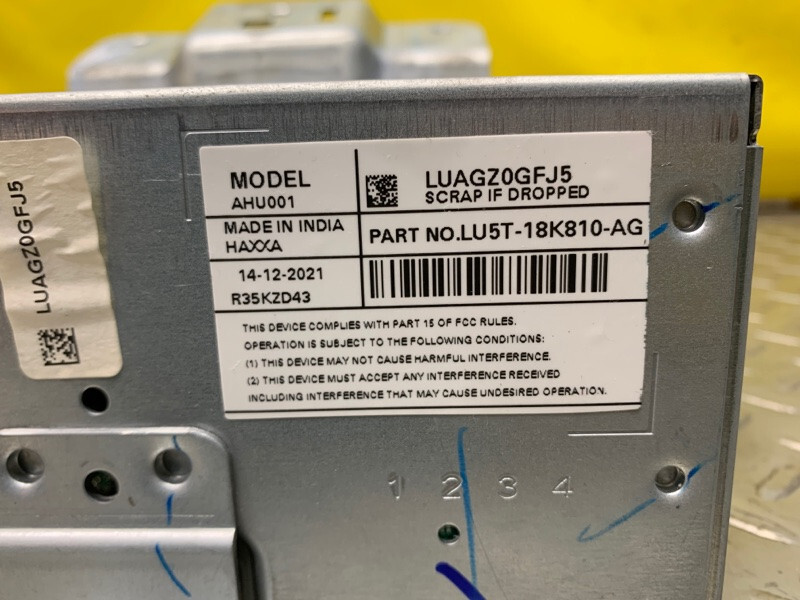 LUAGZ0GFJ5
MODEL
AHU001
LUAGZ0GFJ5
SCRAP IF DROPPED
MADE IN INDIA
HAXXA
PART NO.LU5T-18K810-AG
14-12-2021
R35KZD43
THIS DEVICE COMPLIES WITH PART 15 OF FCC RULES.
OPERATION IS SUBJECT TO THE FOLLOWING CONDITIONS:
(1) THIS DEVICE MAY NOT CAUSE HARMFUL INTERFERENCE.
(2) THIS DEVICE MUST ACCEPT ANY INTERFERENCE RECEIVED
INCLUDING INTERFERENCE THAT MAY CAUSE UNDESIRED OPERATION.
1 2 3 4